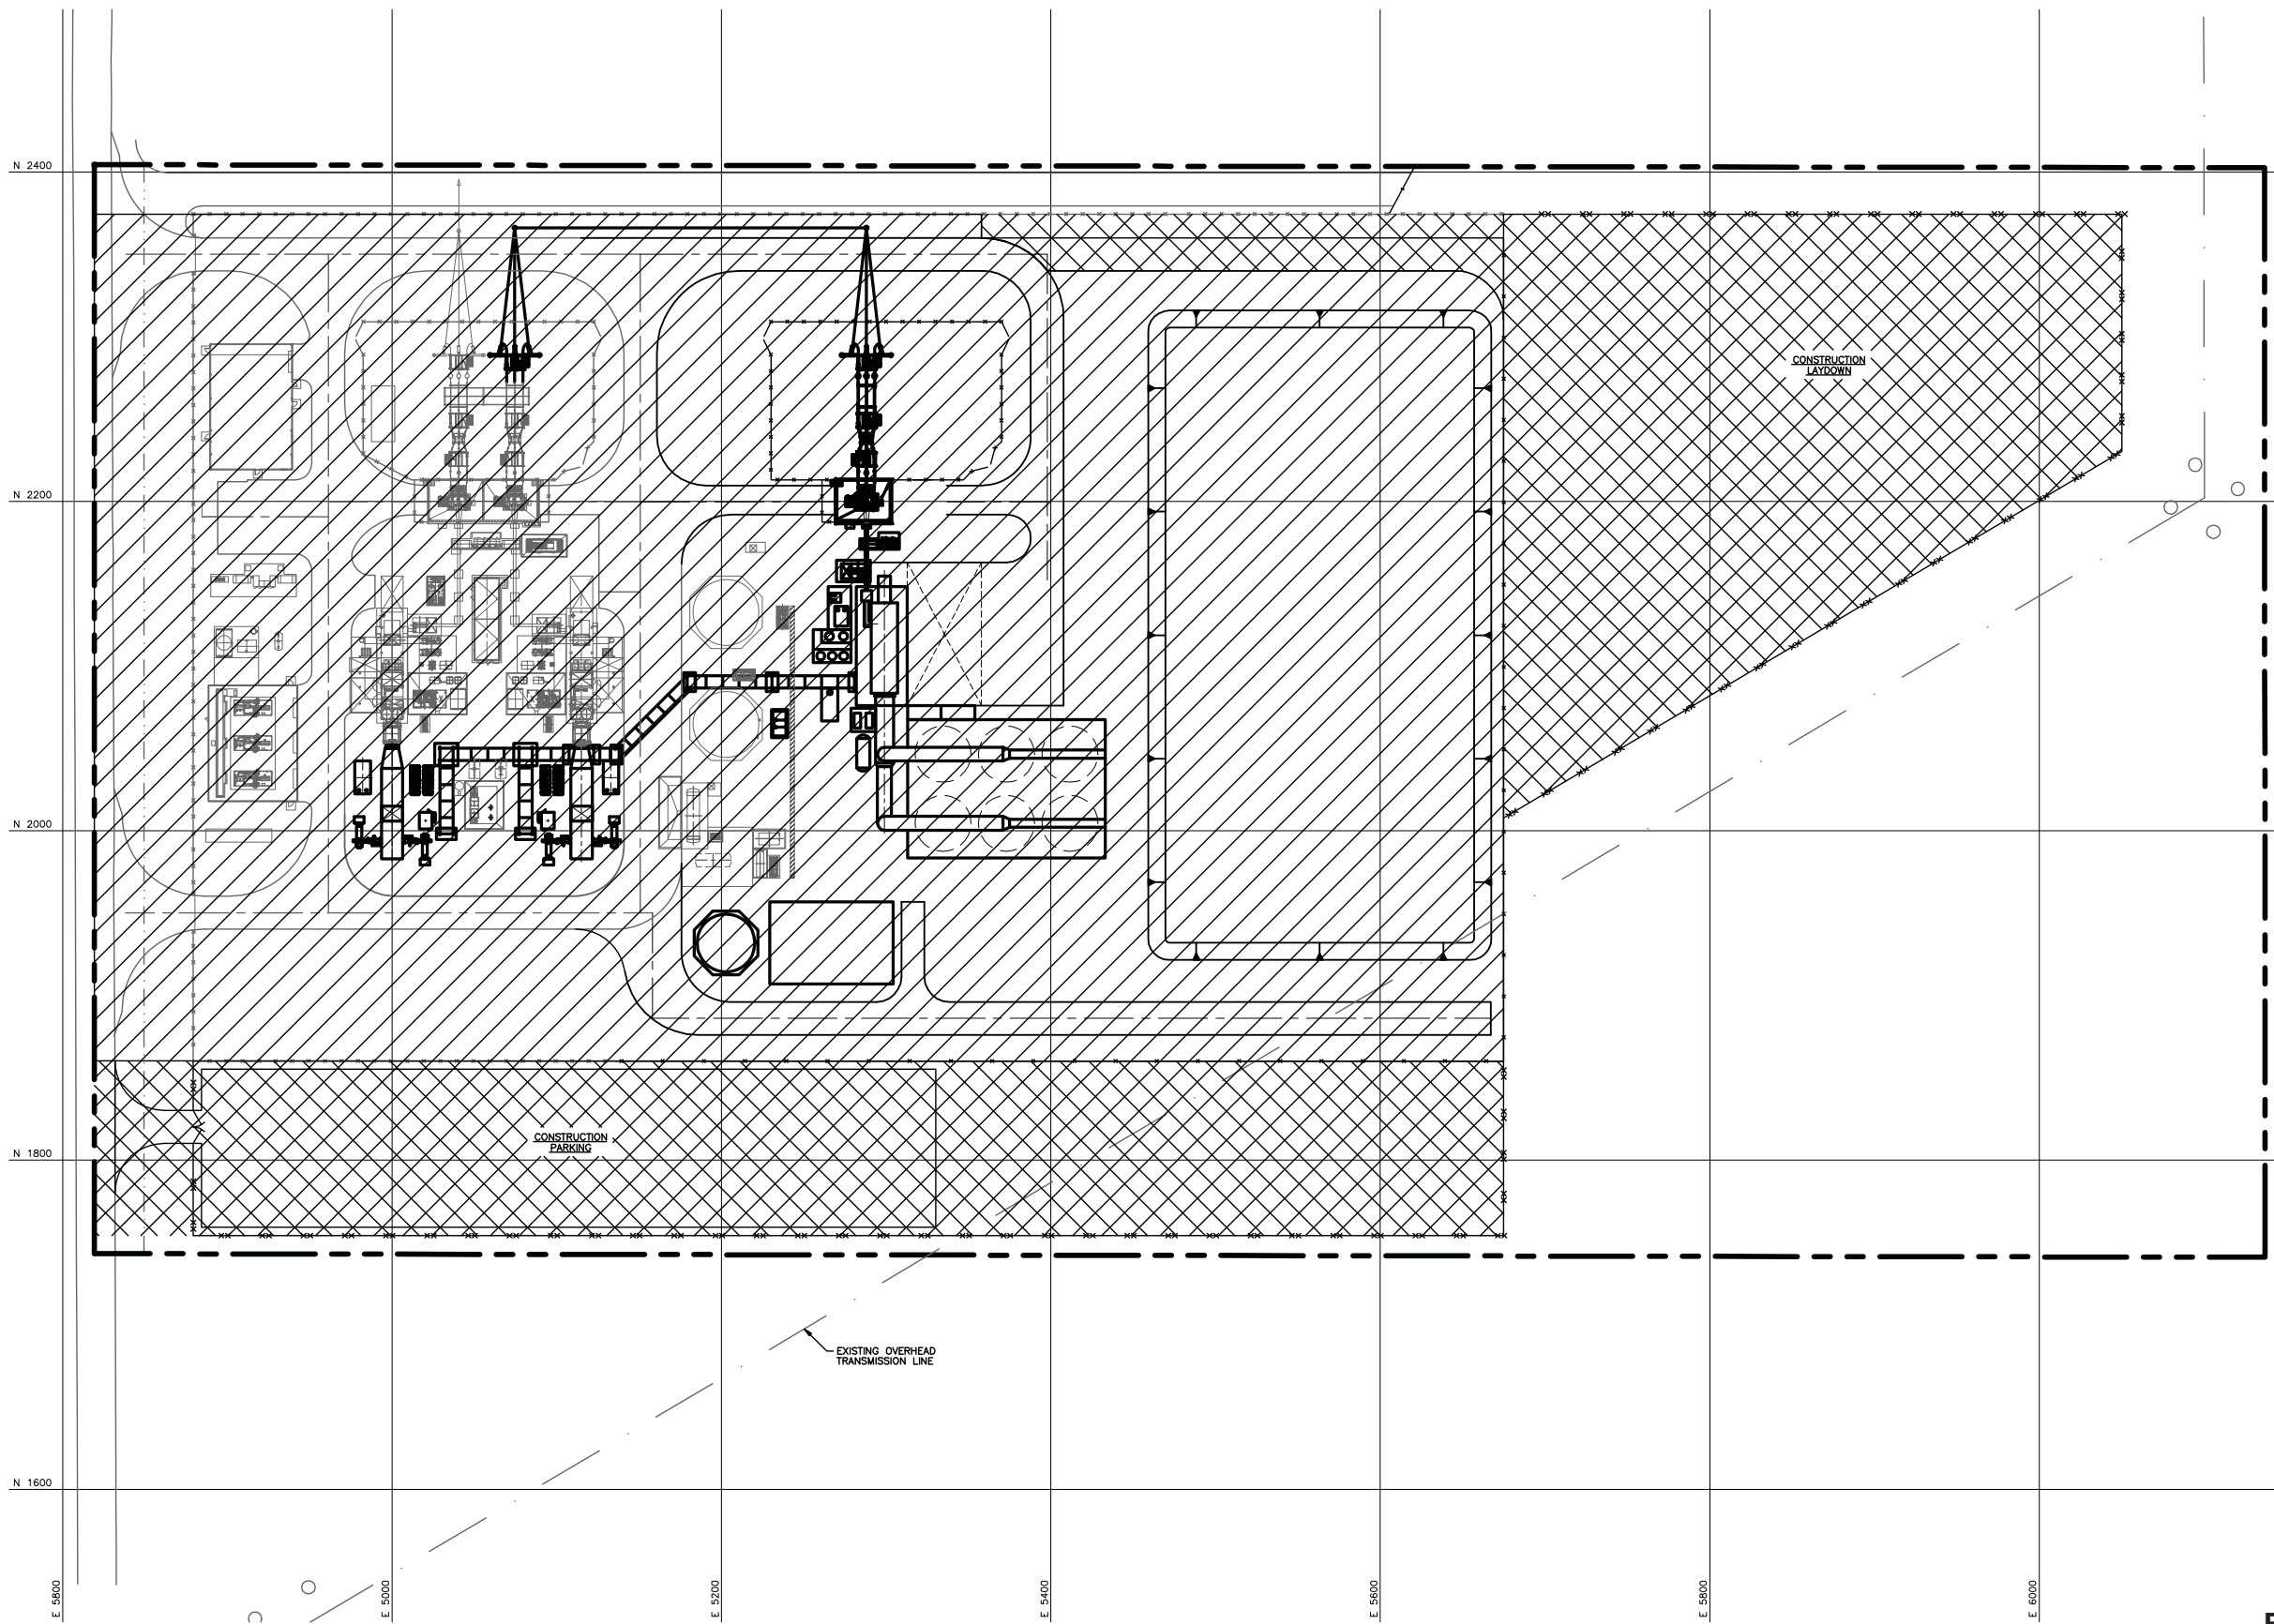 N 2400
CONSTRUCTION
LAYDOWN
N 2200
N 2000
CONSTRUCTION
PARKING
N 1800
EXISTING OVERHEAD
TRANSMISSION LINE
N 1600
E 5800
E 5000
E 5200
E 5400
E 5600
E 5800
E 6000